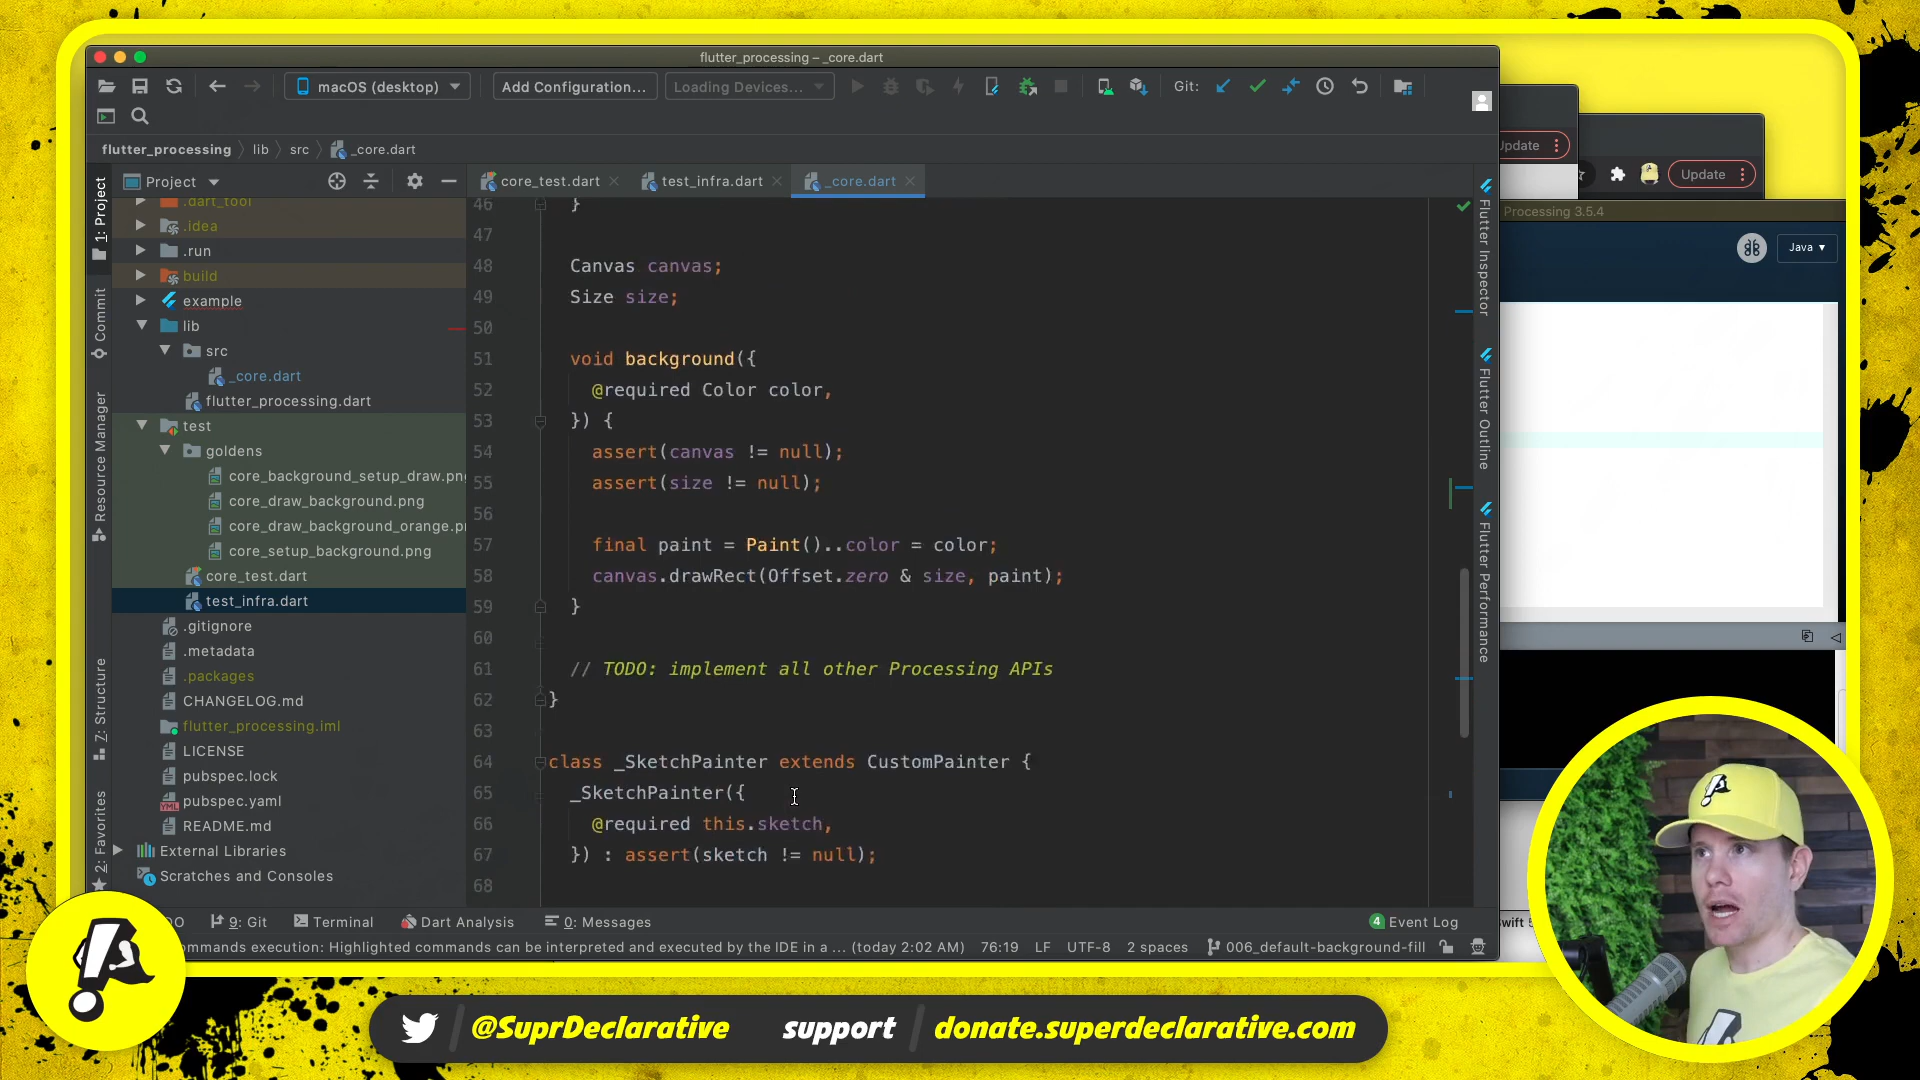 flutter_processing – _core.dart
macOS (desktop)
Add Configuration...
Loading Devices...
Git:
flutter_processing
lib
src
_core.dart
Project
core_test.dart
test_infra.dart
_core.dart
1: Project
Commit
Resource Manager
7: Structure
2: Favorites
.dart_tool
.idea
.run
build
example
lib
src
_core.dart
flutter_processing.dart
test
goldens
core_background_setup_draw.pn
core_draw_background.png
core_draw_background_orange.p
core_setup_background.png
core_test.dart
test_infra.dart
.gitignore
.metadata
.packages
CHANGELOG.md
flutter_processing.iml
LICENSE
pubspec.lock
pubspec.yaml
README.md
External Libraries
Scratches and Consoles
46 }
47
48 Canvas canvas;
49 Size size;
50
51 void background({
52 @required Color color,
53 }) {
54 assert(canvas != null);
55 assert(size != null);
56
57 final paint = Paint()..color = color;
58 canvas.drawRect(Offset.zero & size, paint);
59 }
60
61 // TODO: implement all other Processing APIs
62 }
63
64 class _SketchPainter extends CustomPainter {
65 _SketchPainter({
66 @required this.sketch,
67 }) : assert(sketch != null);
68
Flutter Inspector
Flutter Outline
Flutter Performance
DO
9: Git
Terminal
Dart Analysis
0: Messages
4 Event Log
ommands execution: Highlighted commands can be interpreted and executed by the IDE in a ... (today 2:02 AM)
76:19
LF
UTF-8
2 spaces
006_default-background-fill
Update
Update
Processing 3.5.4
Java
@SuprDeclarative
support
donate.superdeclarative.com